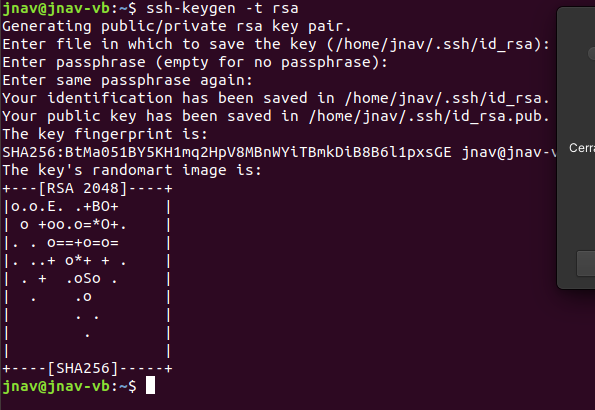 jnav@jnav-vb:~$ ssh-keygen -t rsa
Generating public/private rsa key pair.
Enter file in which to save the key (/home/jnav/.ssh/id_rsa):
Enter passphrase (empty for no passphrase):
Enter same passphrase again:
Your identification has been saved in /home/jnav/.ssh/id_rsa.
Your public key has been saved in /home/jnav/.ssh/id_rsa.pub.
The key fingerprint is:
SHA256:BtMa051BY5KH1mq2HpV8MBnWYiTBmkDiB8B6l1pxsGE jnav@jnav-v
Cerra
The key's randomart image is:
+---[RSA 2048]----+
|o.o.E. .+BO+     |
| o +oo.o=*O+.    |
|. . o==+o=o=     |
|. ..+ o*+ + .    |
| . +  .oSo .     |
|  .    .o        |
|       . .       |
|        .        |
|                 |
+----[SHA256]-----+
jnav@jnav-vb:~$